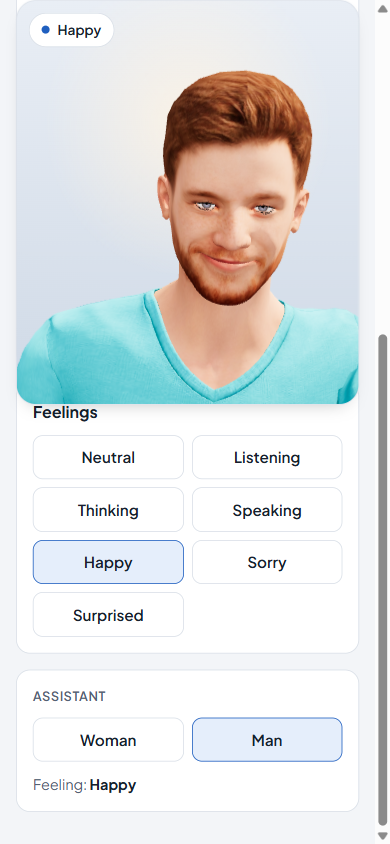 Happy
Feelings
Neutral
Listening
Thinking
Speaking
Happy
Sorry
Surprised
ASSISTANT
Woman
Man
Feeling: Happy